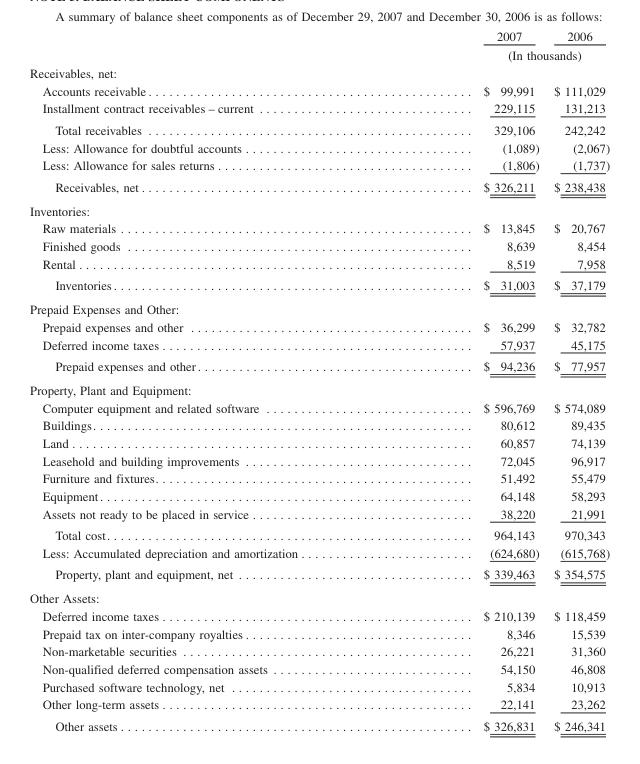 A summary of balance sheet components as of December 29, 2007 and December 30, 2006 is as follows:
2007 2006
(In thousands)
Receivables, net:
Accounts receivable . . . . . . . . . . $ 99,991 $ 111,029
Installment contract receivables – current . . . . . . . . . . 229,115 131,213
Total receivables . . . . . . . . . . 329,106 242,242
Less: Allowance for doubtful accounts . . . . . . . . . . (1,089) (2,067)
Less: Allowance for sales returns . . . . . . . . . . (1,806) (1,737)
Receivables, net . . . . . . . . . . $ 326,211 $ 238,438
Inventories:
Raw materials . . . . . . . . . . $ 13,845 $ 20,767
Finished goods . . . . . . . . . . 8,639 8,454
Rental . . . . . . . . . . 8,519 7,958
Inventories . . . . . . . . . . $ 31,003 $ 37,179
Prepaid Expenses and Other:
Prepaid expenses and other . . . . . . . . . . $ 36,299 $ 32,782
Deferred income taxes . . . . . . . . . . 57,937 45,175
Prepaid expenses and other . . . . . . . . . . $ 94,236 $ 77,957
Property, Plant and Equipment:
Computer equipment and related software . . . . . . . . . . $ 596,769 $ 574,089
Buildings . . . . . . . . . . 80,612 89,435
Land . . . . . . . . . . 60,857 74,139
Leasehold and building improvements . . . . . . . . . . 72,045 96,917
Furniture and fixtures . . . . . . . . . . 51,492 55,479
Equipment . . . . . . . . . . 64,148 58,293
Assets not ready to be placed in service . . . . . . . . . . 38,220 21,991
Total cost . . . . . . . . . . 964,143 970,343
Less: Accumulated depreciation and amortization . . . . . . . . . . (624,680) (615,768)
Property, plant and equipment, net . . . . . . . . . . $ 339,463 $ 354,575
Other Assets:
Deferred income taxes . . . . . . . . . . $ 210,139 $ 118,459
Prepaid tax on inter-company royalties . . . . . . . . . . 8,346 15,539
Non-marketable securities . . . . . . . . . . 26,221 31,360
Non-qualified deferred compensation assets . . . . . . . . . . 54,150 46,808
Purchased software technology, net . . . . . . . . . . 5,834 10,913
Other long-term assets . . . . . . . . . . 22,141 23,262
Other assets . . . . . . . . . . $ 326,831 $ 246,341